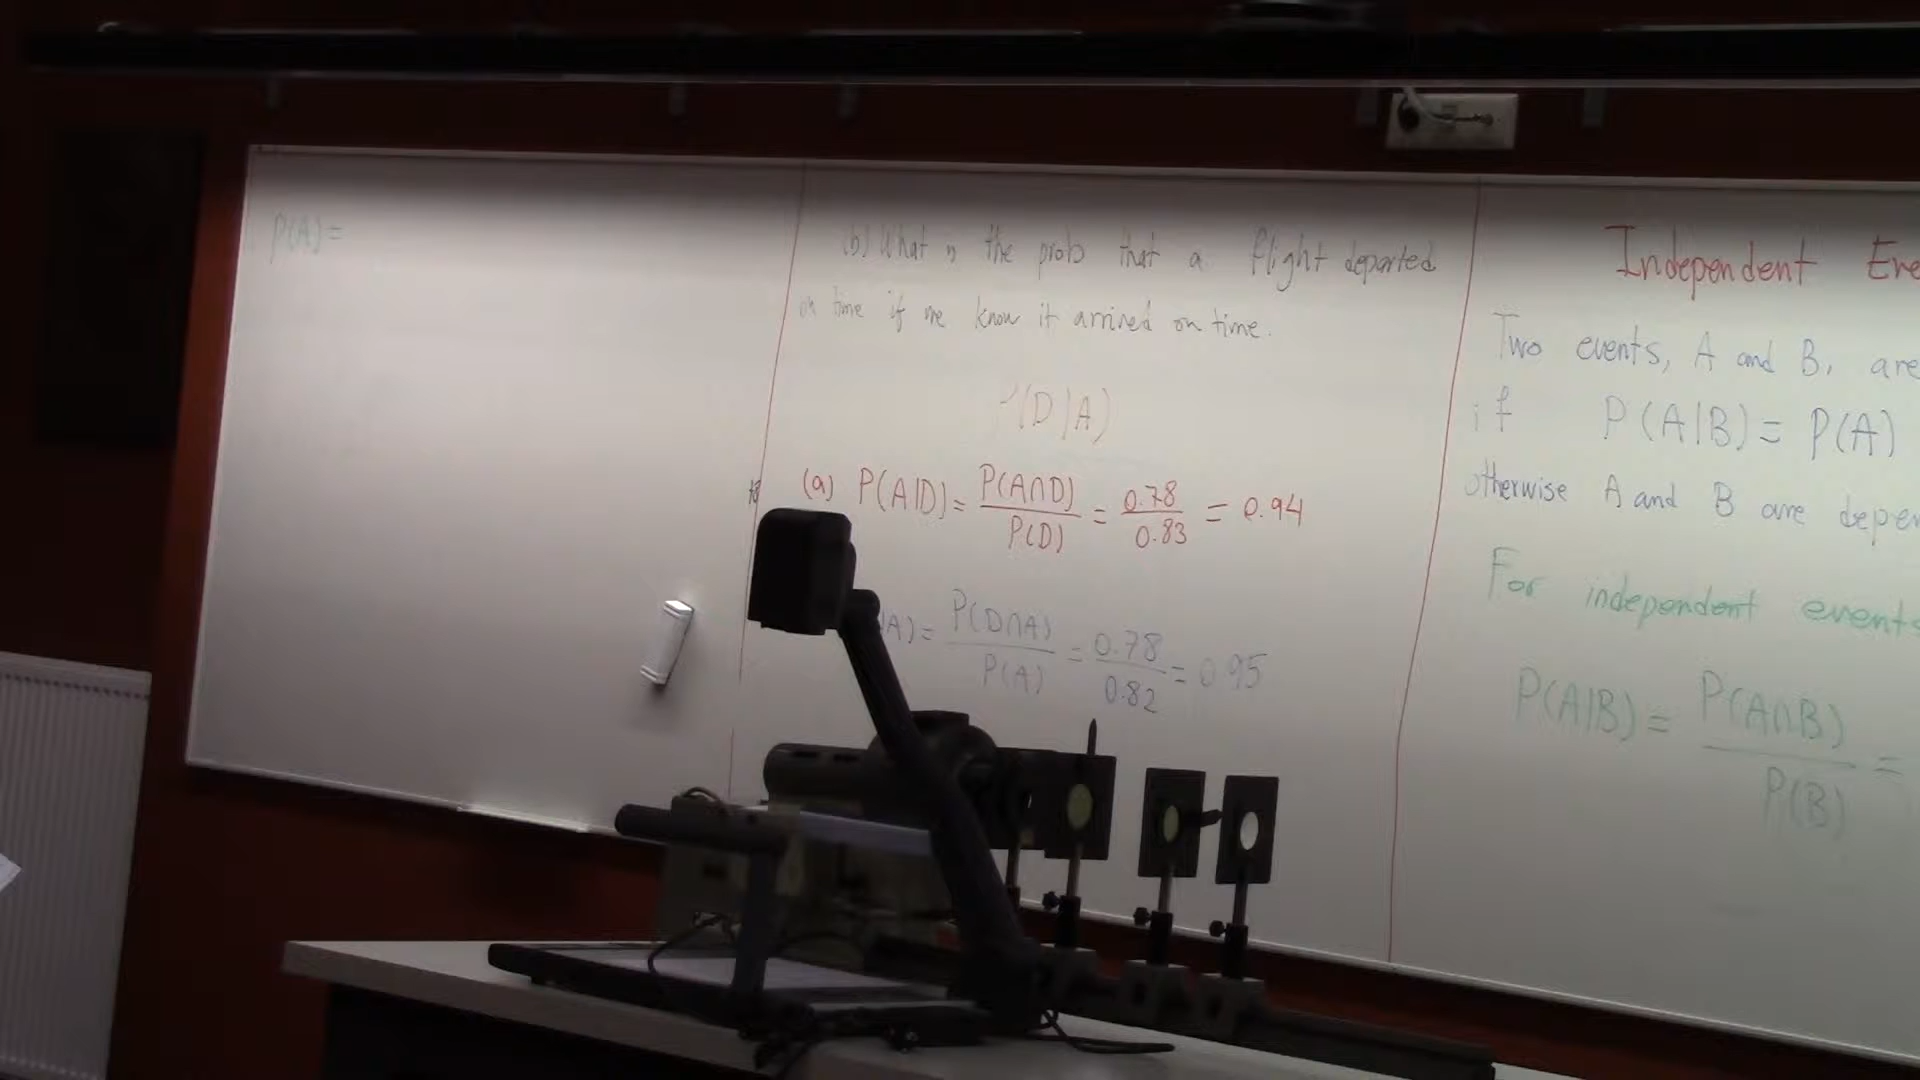 P(A) =
(b) What is the prob that a flight departed
on time if we know it arrived on time.
P(D|A)
(a) P(A|D) = P(A∩D) / P(D) = 0.78 / 0.83 = 0.94
A) = P(D∩A) / P(A) = 0.78 / 0.82 = 0.95
Independent Eve
Two events, A and B, are
if P(A|B) = P(A)
otherwise A and B are depen
For independent events
P(A|B) = P(A∩B) / P(B) =